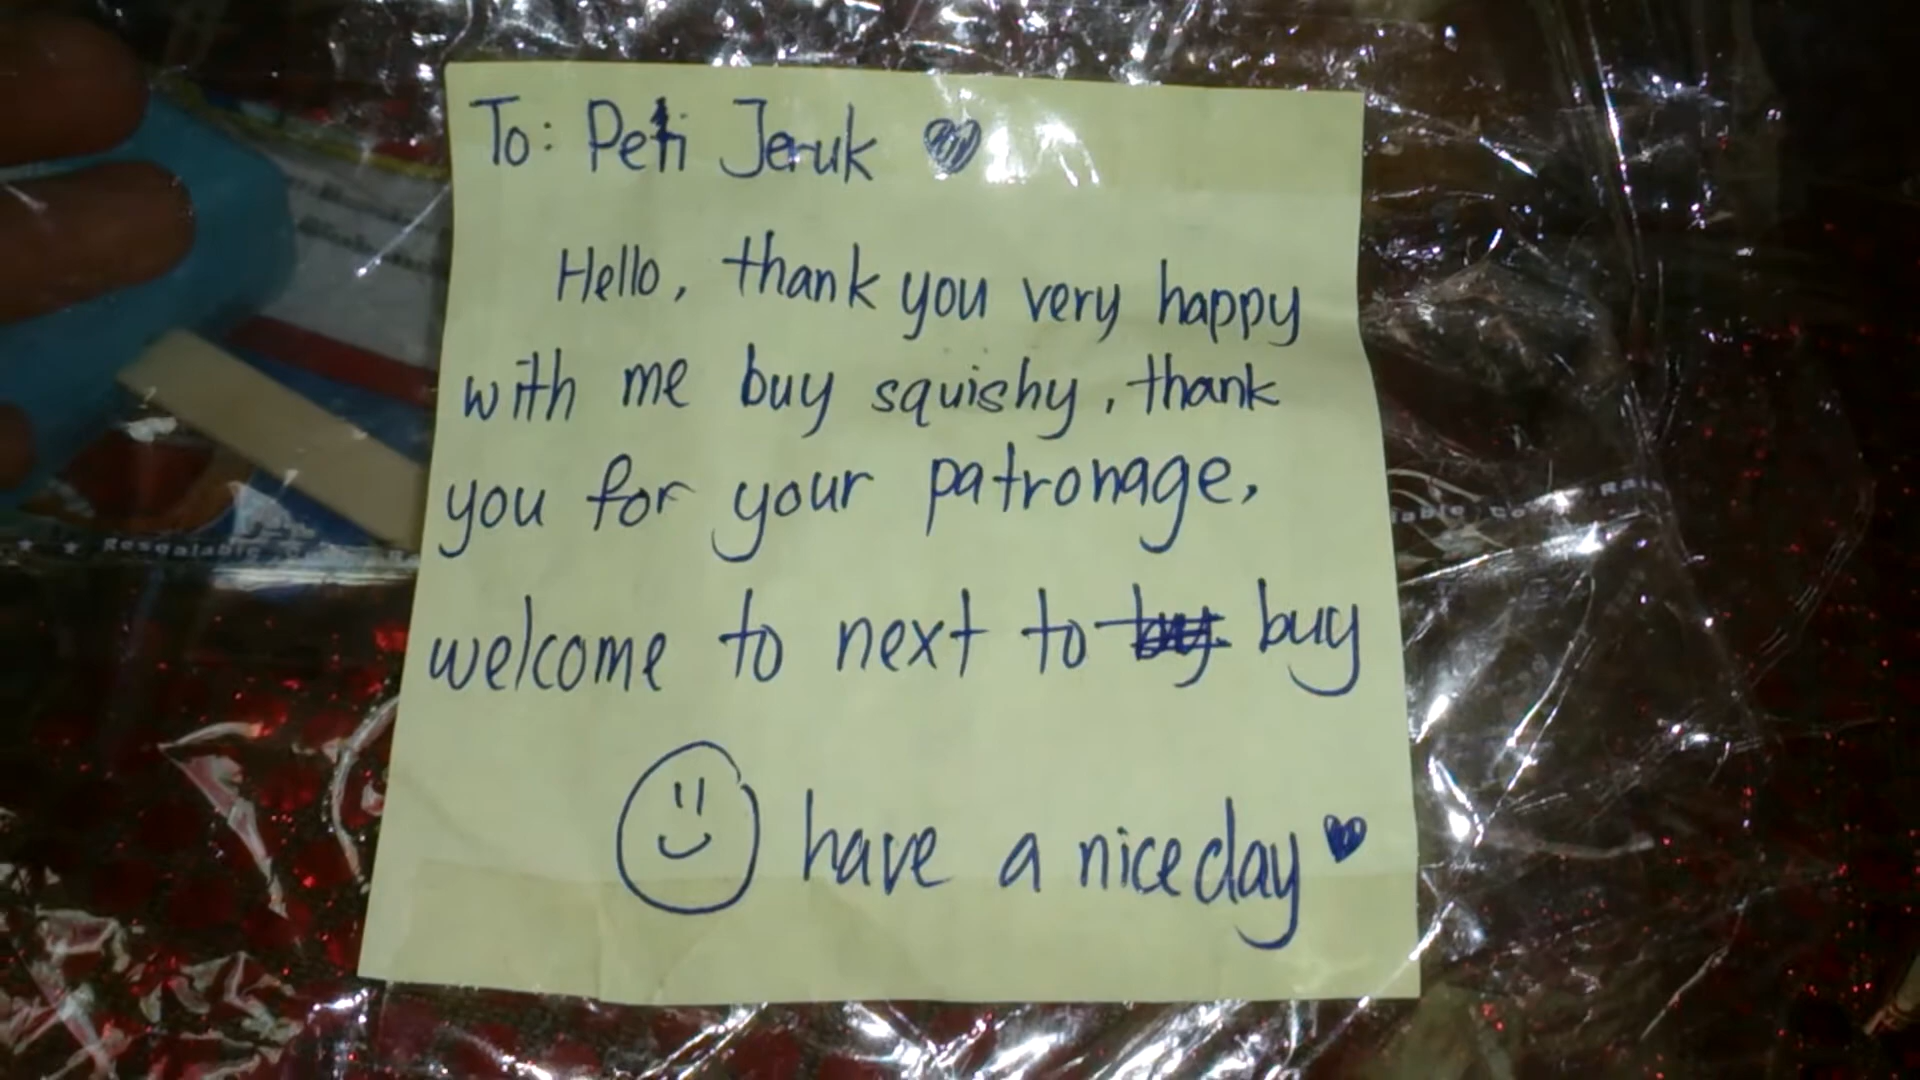 To: Peti Jeruk
Hello, thank you very happy
with me buy squishy, thank
you for your patronage,
welcome to next to buy
have a nice day
Resealable